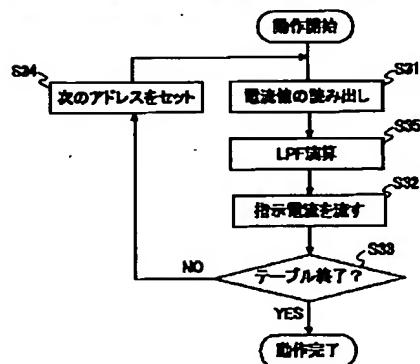 動作開始
S34
S31
次のアドレスをセット
電流値の読み出し
S35
LPF演算
S32
指示電流を流す
S33
NO
テーブル終了?
YES
動作完了